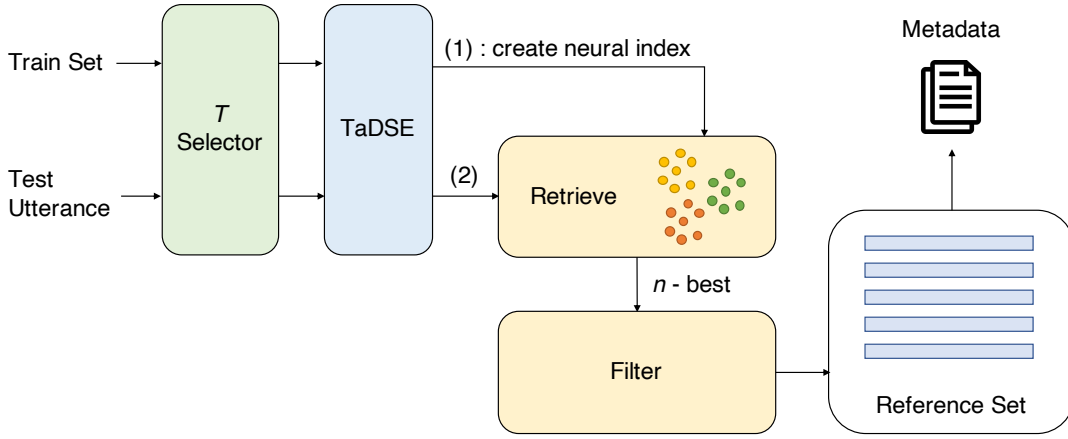 Train Set
T
Selector
TaDSE
(1) : create neural index
Metadata
Test
Utterance
(2)
Retrieve
n - best
Filter
Reference Set